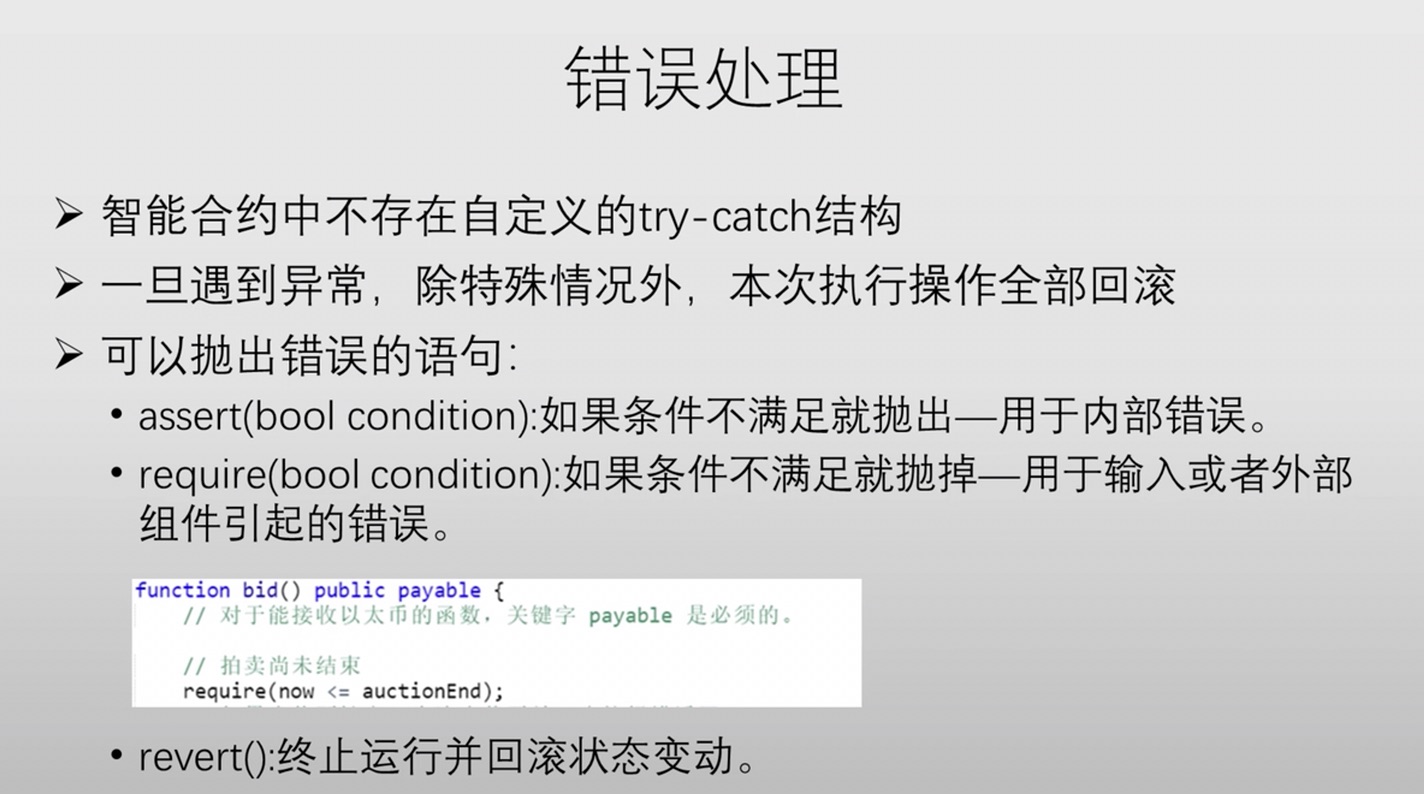 错误处理
智能合约中不存在自定义的try-catch结构
一旦遇到异常，除特殊情况外，本次执行操作全部回滚
可以抛出错误的语句：
assert(bool condition):如果条件不满足就抛出—用于内部错误。
require(bool condition):如果条件不满足就抛掉—用于输入或者外部
组件引起的错误。
function bid() public payable {
// 对于能接收以太币的函数，关键字 payable 是必须的。
// 拍卖尚未结束
require(now <= auctionEnd);
revert():终止运行并回滚状态变动。